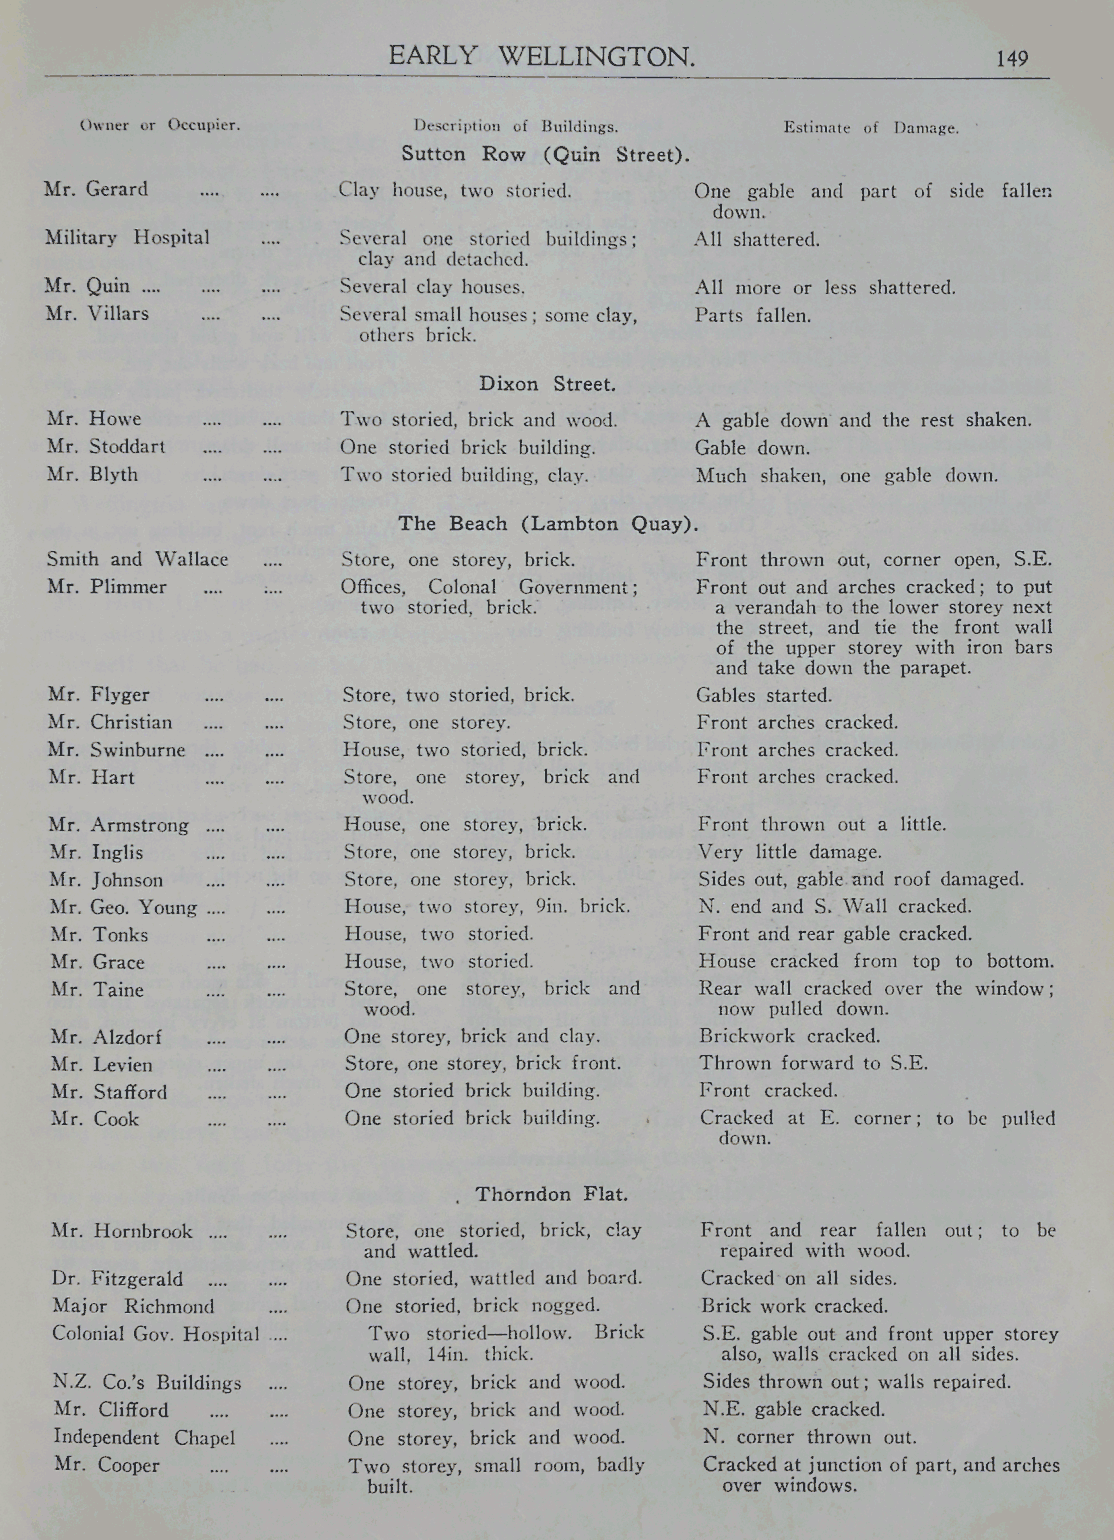 EARLY WELLINGTON. 149
Owner or Occupier. Description of Buildings. Estimate of Damage.
Sutton Row (Quin Street).
Mr. Gerard .... .... Clay house, two storied. One gable and part of side fallen
down.
Military Hospital .... Several one storied buildings; All shattered.
clay and detached.
Mr. Quin .... .... .... Several clay houses. All more or less shattered.
Mr. Villars .... .... Several small houses; some clay, Parts fallen.
others brick.
Dixon Street.
Mr. Howe .... .... Two storied, brick and wood. A gable down and the rest shaken.
Mr. Stoddart .... .... One storied brick building. Gable down.
Mr. Blyth .... .... Two storied building, clay. Much shaken, one gable down.
The Beach (Lambton Quay).
Smith and Wallace .... Store, one storey, brick. Front thrown out, corner open, S.E.
Mr. Plimmer .... .... Offices, Colonal Government; Front out and arches cracked; to put
two storied, brick. a verandah to the lower storey next
the street, and tie the front wall
of the upper storey with iron bars
and take down the parapet.
Mr. Flyger .... .... Store, two storied, brick. Gables started.
Mr. Christian .... .... Store, one storey. Front arches cracked.
Mr. Swinburne .... .... House, two storied, brick. Front arches cracked.
Mr. Hart .... .... Store, one storey, brick and Front arches cracked.
wood.
Mr. Armstrong .... .... House, one storey, brick. Front thrown out a little.
Mr. Inglis .... .... Store, one storey, brick. Very little damage.
Mr. Johnson .... .... Store, one storey, brick. Sides out, gable and roof damaged.
Mr. Geo. Young .... .... House, two storey, 9in. brick. N. end and S. Wall cracked.
Mr. Tonks .... .... House, two storied. Front and rear gable cracked.
Mr. Grace .... .... House, two storied. House cracked from top to bottom.
Mr. Taine .... .... Store, one storey, brick and Rear wall cracked over the window;
wood. now pulled down.
Mr. Alzdorf .... .... One storey, brick and clay. Brickwork cracked.
Mr. Levien .... .... Store, one storey, brick front. Thrown forward to S.E.
Mr. Stafford .... .... One storied brick building. Front cracked.
Mr. Cook .... .... One storied brick building. Cracked at E. corner; to be pulled
down.
Thorndon Flat.
Mr. Hornbrook .... .... Store, one storied, brick, clay Front and rear fallen out; to be
and wattled. repaired with wood.
Dr. Fitzgerald .... .... One storied, wattled and board. Cracked on all sides.
Major Richmond .... One storied, brick nogged. Brick work cracked.
Colonial Gov. Hospital .... Two storied—hollow. Brick S.E. gable out and front upper storey
wall, 14in. thick. also, walls cracked on all sides.
N.Z. Co.'s Buildings .... One storey, brick and wood. Sides thrown out; walls repaired.
Mr. Clifford .... .... One storey, brick and wood. N.E. gable cracked.
Independent Chapel .... One storey, brick and wood. N. corner thrown out.
Mr. Cooper .... .... Two storey, small room, badly Cracked at junction of part, and arches
built. over windows.